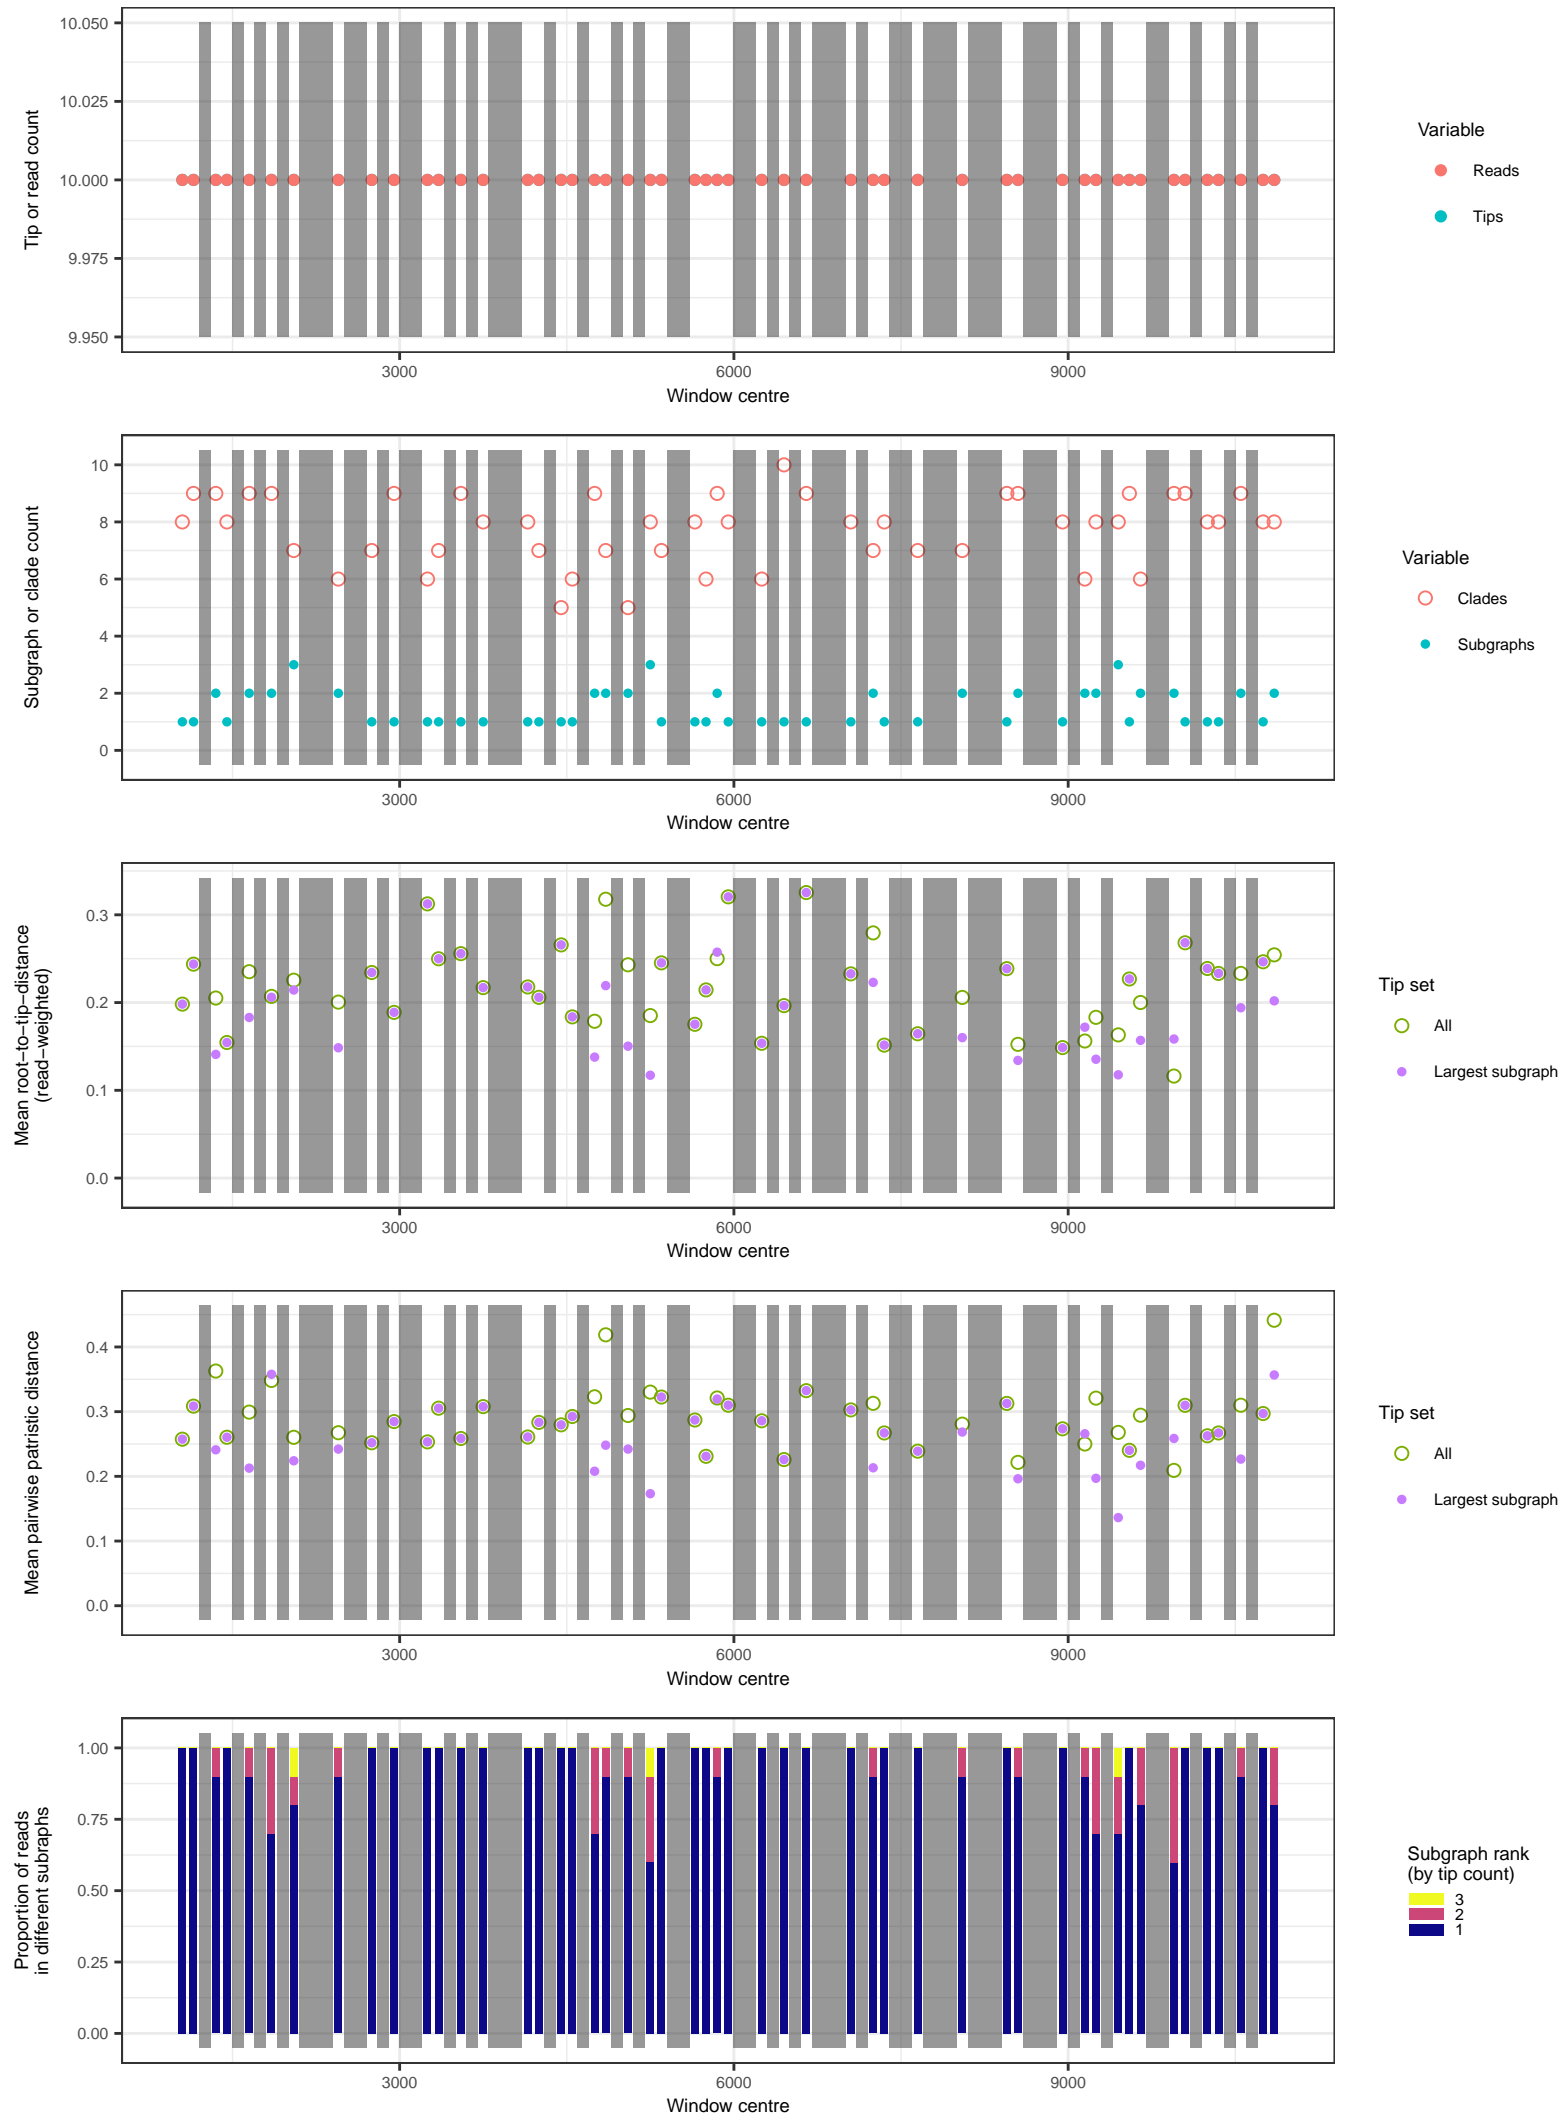 10.050
10.025
10.000
9.975
9.950
Tip or read count
3000
6000
9000
Window centre
Variable
Reads
Tips
10
8
6
4
2
0
Subgraph or clade count
3000
6000
9000
Window centre
Variable
Clades
Subgraphs
0.3
0.2
0.1
0.0
Mean root−to−tip−distance
(read−weighted)
3000
6000
9000
Window centre
Tip set
All
Largest subgraph
0.4
0.3
0.2
0.1
0.0
Mean pairwise patristic distance
3000
6000
9000
Window centre
Tip set
All
Largest subgraph
1.00
0.75
0.50
0.25
0.00
Proportion of reads
in different subraphs
3000
6000
9000
Window centre
Subgraph rank
(by tip count)
3
2
1